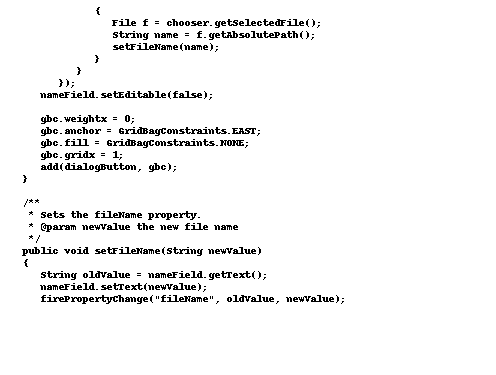 {
File f = chooser.getSelectedFile();
String name = f.getAbsolutePath();
setFileName(name);
}
}
});
nameField.setEditable(false);
gbc.weightx = 0;
gbc.anchor = GridBagConstraints.EAST;
gbc.fill = GridBagConstraints.NONE;
gbc.gridx = 1;
add(dialogButton, gbc);
}
/**
* Sets the fileName property.
* @param newValue the new file name
*/
public void setFileName(String newValue)
{
String oldValue = nameField.getText();
nameField.setText(newValue);
firePropertyChange("fileName", oldValue, newValue);